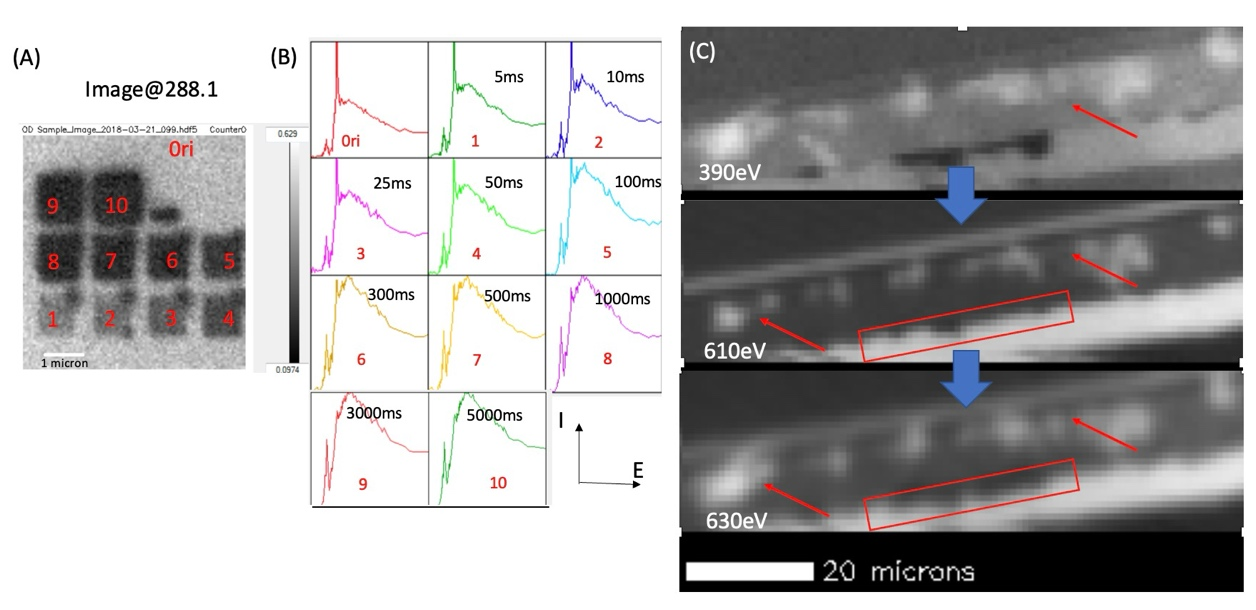 (A)
Image@288.1
OD Sample_Image_2018-03-21_099.hdf5 Counter0
0ri
9 10
8 7 6 5
1 2 3 4
1 micron
0.629
0.0974
(B)
0ri
5ms
1
10ms
2
25ms
3
50ms
4
100ms
5
300ms
6
500ms
7
1000ms
8
3000ms
9
5000ms
10
I
E
(C)
390eV
610eV
630eV
20 microns